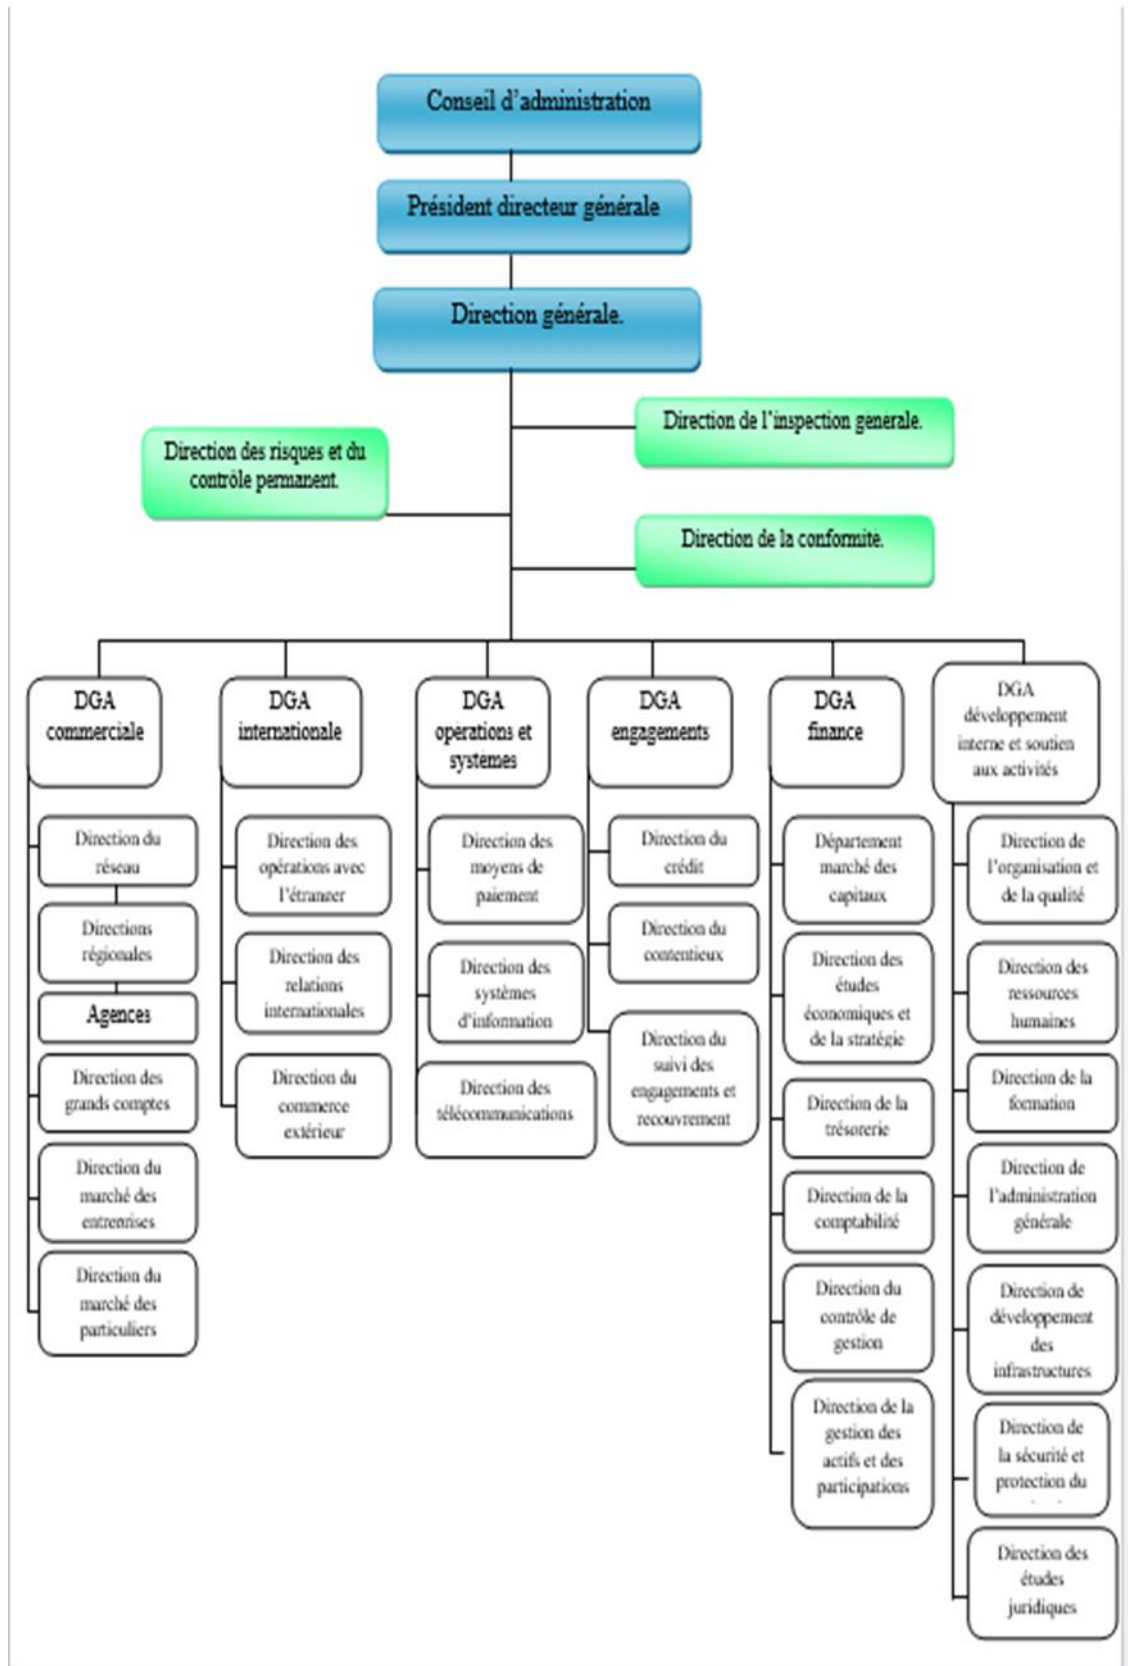 Conseil d'administration
Président directeur générale
Direction générale.
Direction de l'inspection générale.
Direction des risques et du
contrôle permanent.
Direction de la conformité.
DGA
commerciale
Direction du
réseau
Directions
régionales
Agences
Direction des
grands comptes
Direction du
marché des
entreprises
Direction du
marché des
particuliers
DGA
internationale
Direction des
opérations avec
l'étranger
Direction des
relations
internationales
Direction du
commerce
extérieur
DGA
opérations et
systèmes
Direction des
moyens de
paiement
Direction des
systèmes
d'information
Direction des
télécommunications
DGA
engagements
Direction du
crédit
Direction du
contentieux
Direction du
suivi des
engagements et
recouvrement
DGA
finance
Département
marché des
capitaux
Direction des
études
économiques et
de la stratégie
Direction de la
trésorerie
Direction de la
comptabilité
Direction du
contrôle de
gestion
Direction de la
gestion des
actifs et des
participations
DGA
développement
interne et soutien
aux activités
Direction de
l'organisation et
de la qualité
Direction des
ressources
humaines
Direction de la
formation
Direction de
l'administration
générale
Direction de
développement
des
infrastructures
Direction de
la sécurité et
protection du
Direction des
études
juridiques